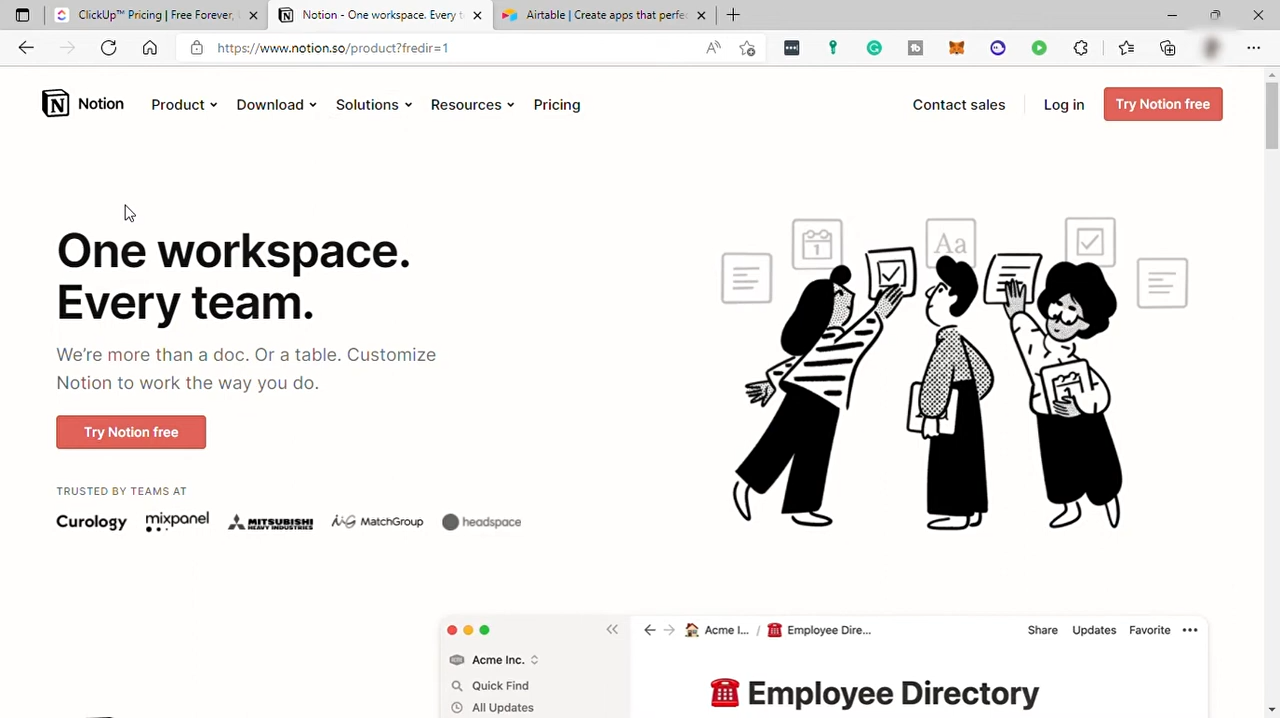 ClickUp™ Pricing | Free Forever,
Notion - One workspace. Every t
Airtable | Create apps that perfe
https://www.notion.so/product?fredir=1
Notion
Product
Download
Solutions
Resources
Pricing
Contact sales
Log in
Try Notion free
One workspace.
Every team.
We're more than a doc. Or a table. Customize
Notion to work the way you do.
Try Notion free
TRUSTED BY TEAMS AT
Curology
mixpanel
MITSUBISHI
HEAVY INDUSTRIES
MG MatchGroup
headspace
1
Aa
Acme I... / Employee Dire...
Share
Updates
Favorite
Acme Inc.
Quick Find
All Updates
Employee Directory